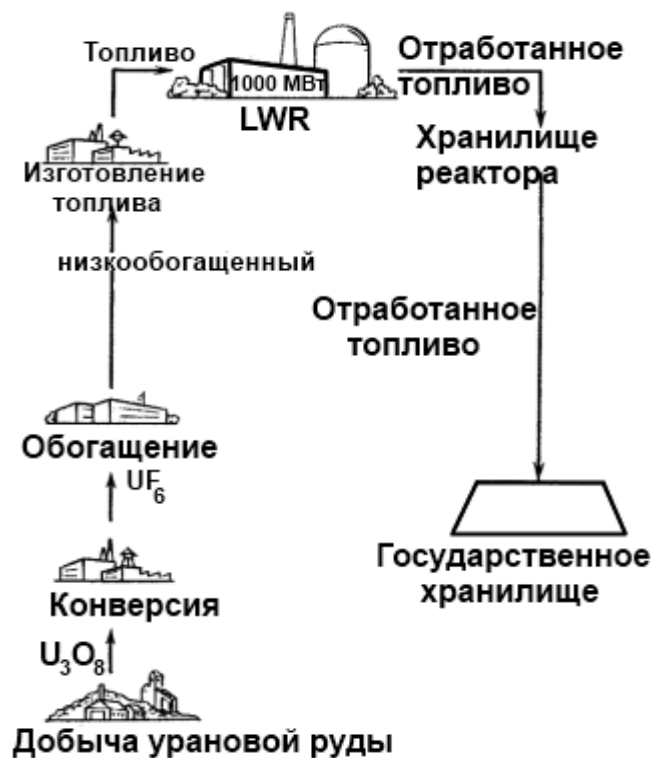 Топливо
1000 МВт
LWR
Отработанное
топливо
Хранилище
реактора
Изготовление
топлива
низкообогащенный
Отработанное
топливо
Обогащение
UF6
Государственное
хранилище
Конверсия
U3O8
Добыча урановой руды